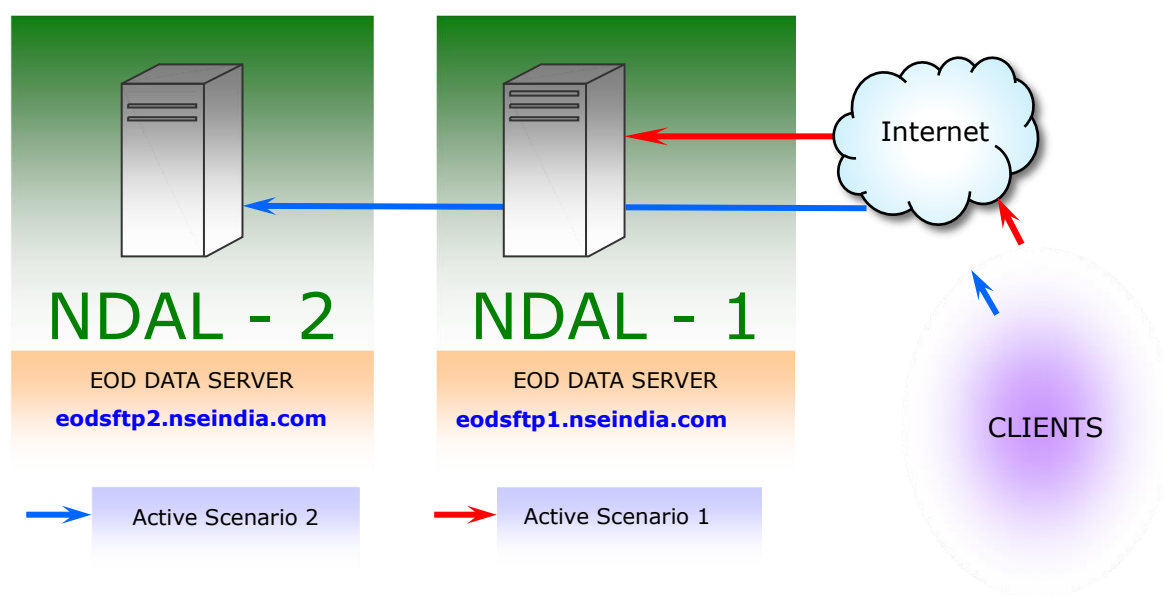 Internet
NDAL - 2
NDAL - 1
EOD DATA SERVER
eodsftp2.nseindia.com
EOD DATA SERVER
eodsftp1.nseindia.com
CLIENTS
Active Scenario 2
Active Scenario 1